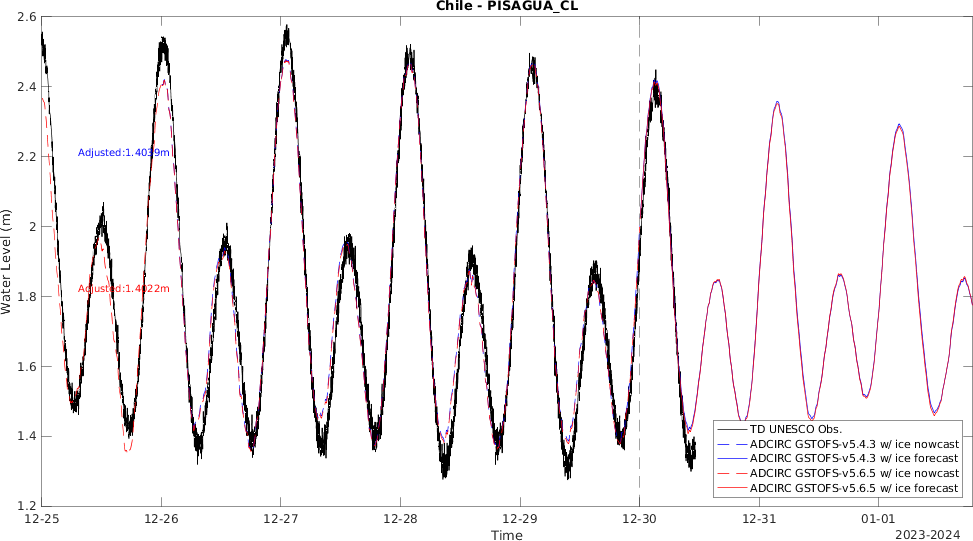 Chile - PISAGUA_CL
2.6
2.4
2.2
2
1.8
1.6
1.4
1.2
Water Level (m)
Adjusted:1.4039m
Adjusted:1.4022m
TD UNESCO Obs.
ADCIRC GSTOFS-v5.4.3 w/ ice nowcast
ADCIRC GSTOFS-v5.4.3 w/ ice forecast
ADCIRC GSTOFS-v5.6.5 w/ ice nowcast
ADCIRC GSTOFS-v5.6.5 w/ ice forecast
12-25 12-26 12-27 12-28 12-29 12-30 12-31 01-01
Time
2023-2024